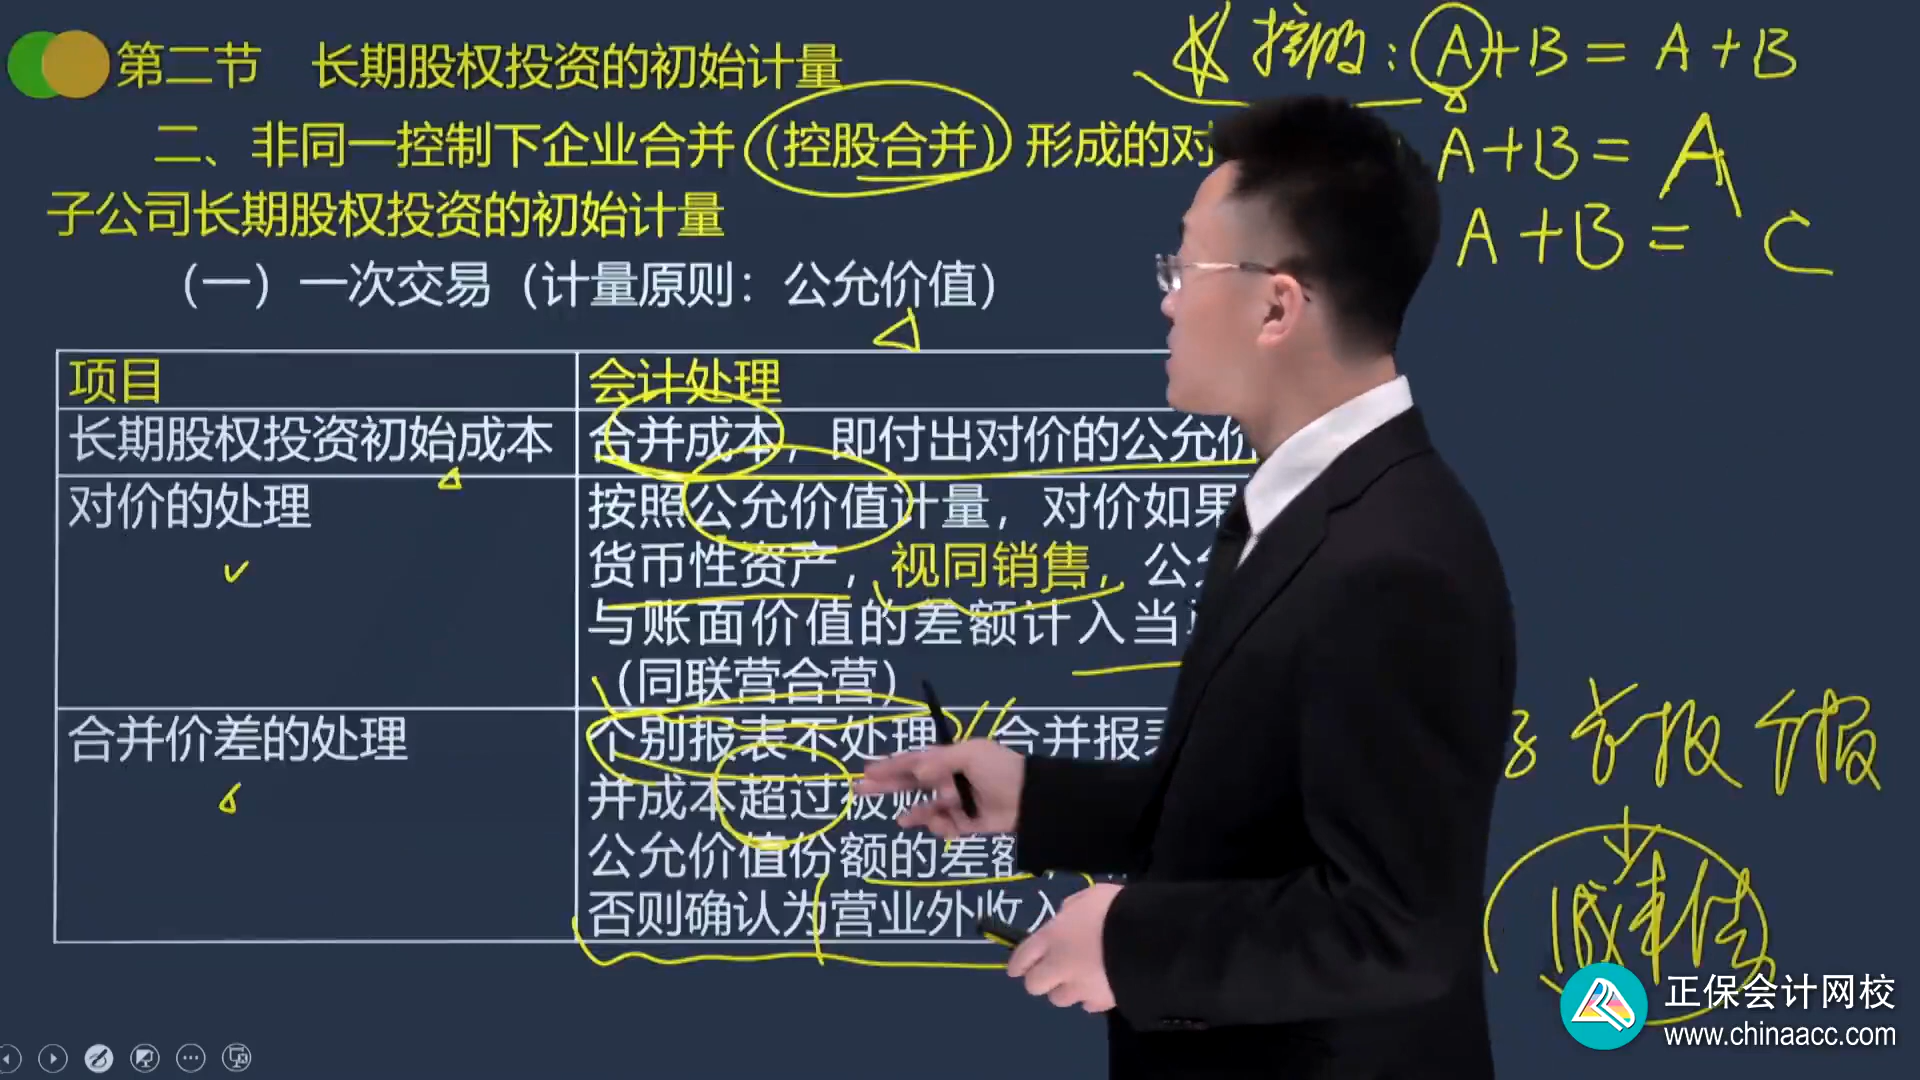 第二节 长期股权投资的初始计量
控股:A+B=A+B
二、非同一控制下企业合并(控股合并)形成的对
A+B=A
子公司长期股权投资的初始计量
A+B=C
(一)一次交易(计量原则:公允价值)
项目
会计处理
长期股权投资初始成本
合并成本,即付出对价的公允价
对价的处理
按照公允价值计量,对价如果
货币性资产,视同销售,公
与账面价值的差额计入当
(同联营合营)
合并价差的处理
个别报表不处理 合并报表
并成本超过被购
公允价值份额的差额,
否则确认为营业外收入
个报
正保会计网校
www.chinaacc.com